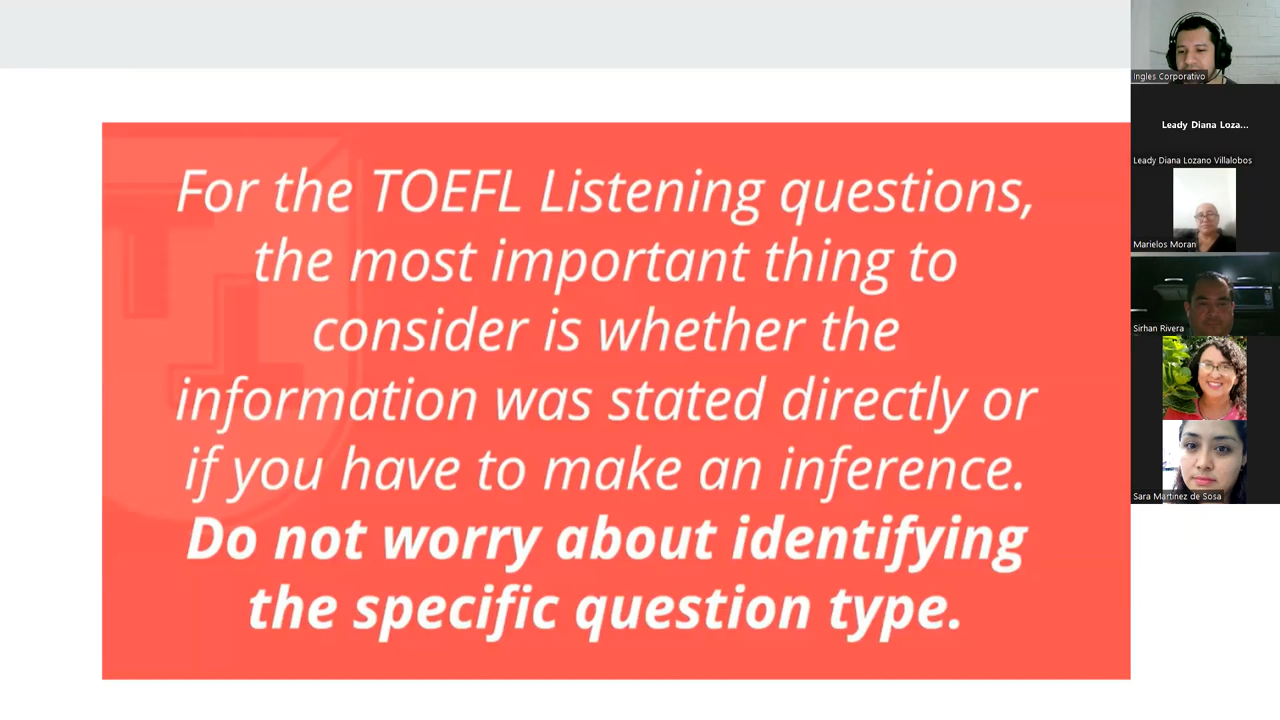 For the TOEFL Listening questions,
the most important thing to
consider is whether the
information was stated directly or
if you have to make an inference.
Do not worry about identifying
the specific question type.
Ingles Corporativo
Leady Diana Loza...
Leady Diana Lozano Villalobos
Marielos Moran
Sirhan Rivera
Sara Martinez de Sosa